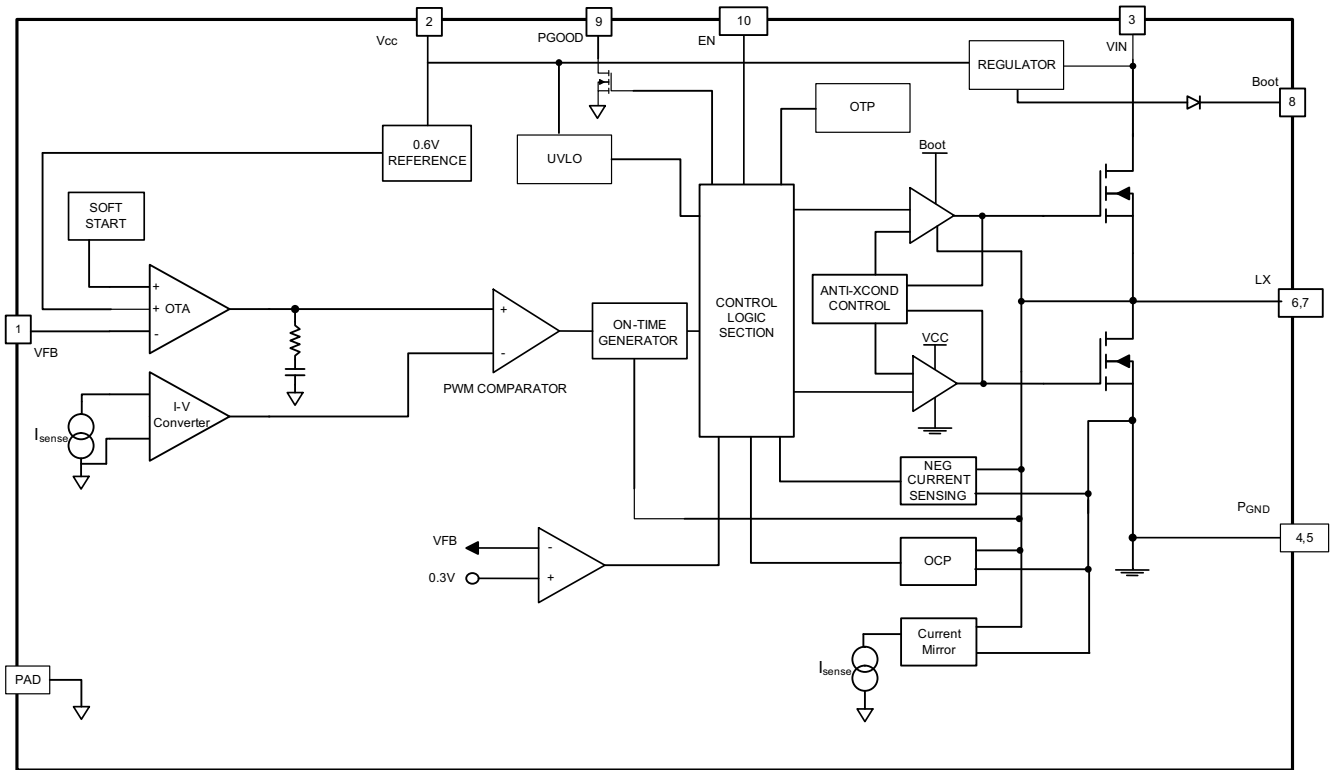 2
9
10
3
Vcc
PGOOD
EN
VIN
REGULATOR
Boot
8
OTP
0.6V
REFERENCE
UVLO
Boot
SOFT
START
+
+
OTA
-
1
VFB
+
-
PWM COMPARATOR
ON-TIME
GENERATOR
CONTROL
LOGIC
SECTION
ANTI-XCOND
CONTROL
LX
6,7
VCC
I-V
Converter
Isense
NEG
CURRENT
SENSING
PGND
4,5
VFB
-
0.3V
+
OCP
Current
Mirror
Isense
PAD